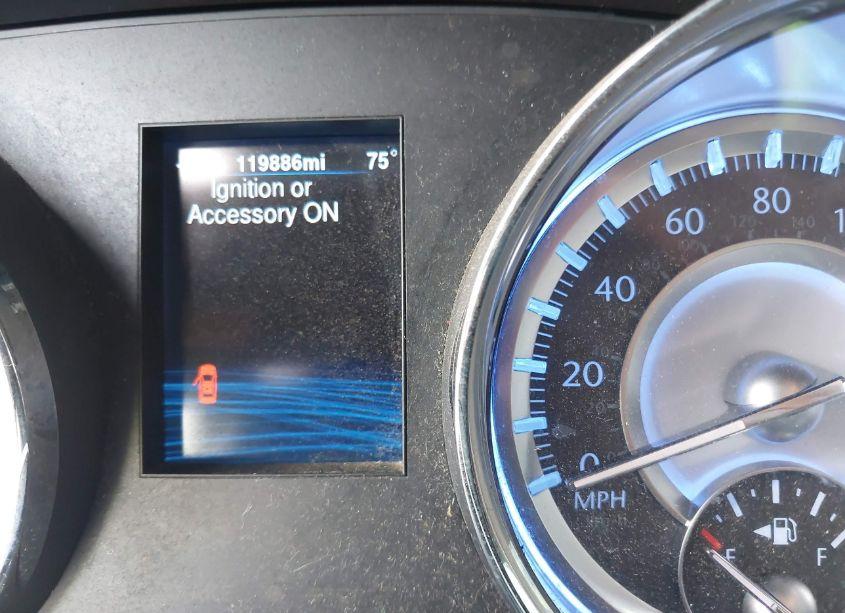 119886mi 75°
Ignition or
Accessory ON
80
60
40
20
0
MPH
E F